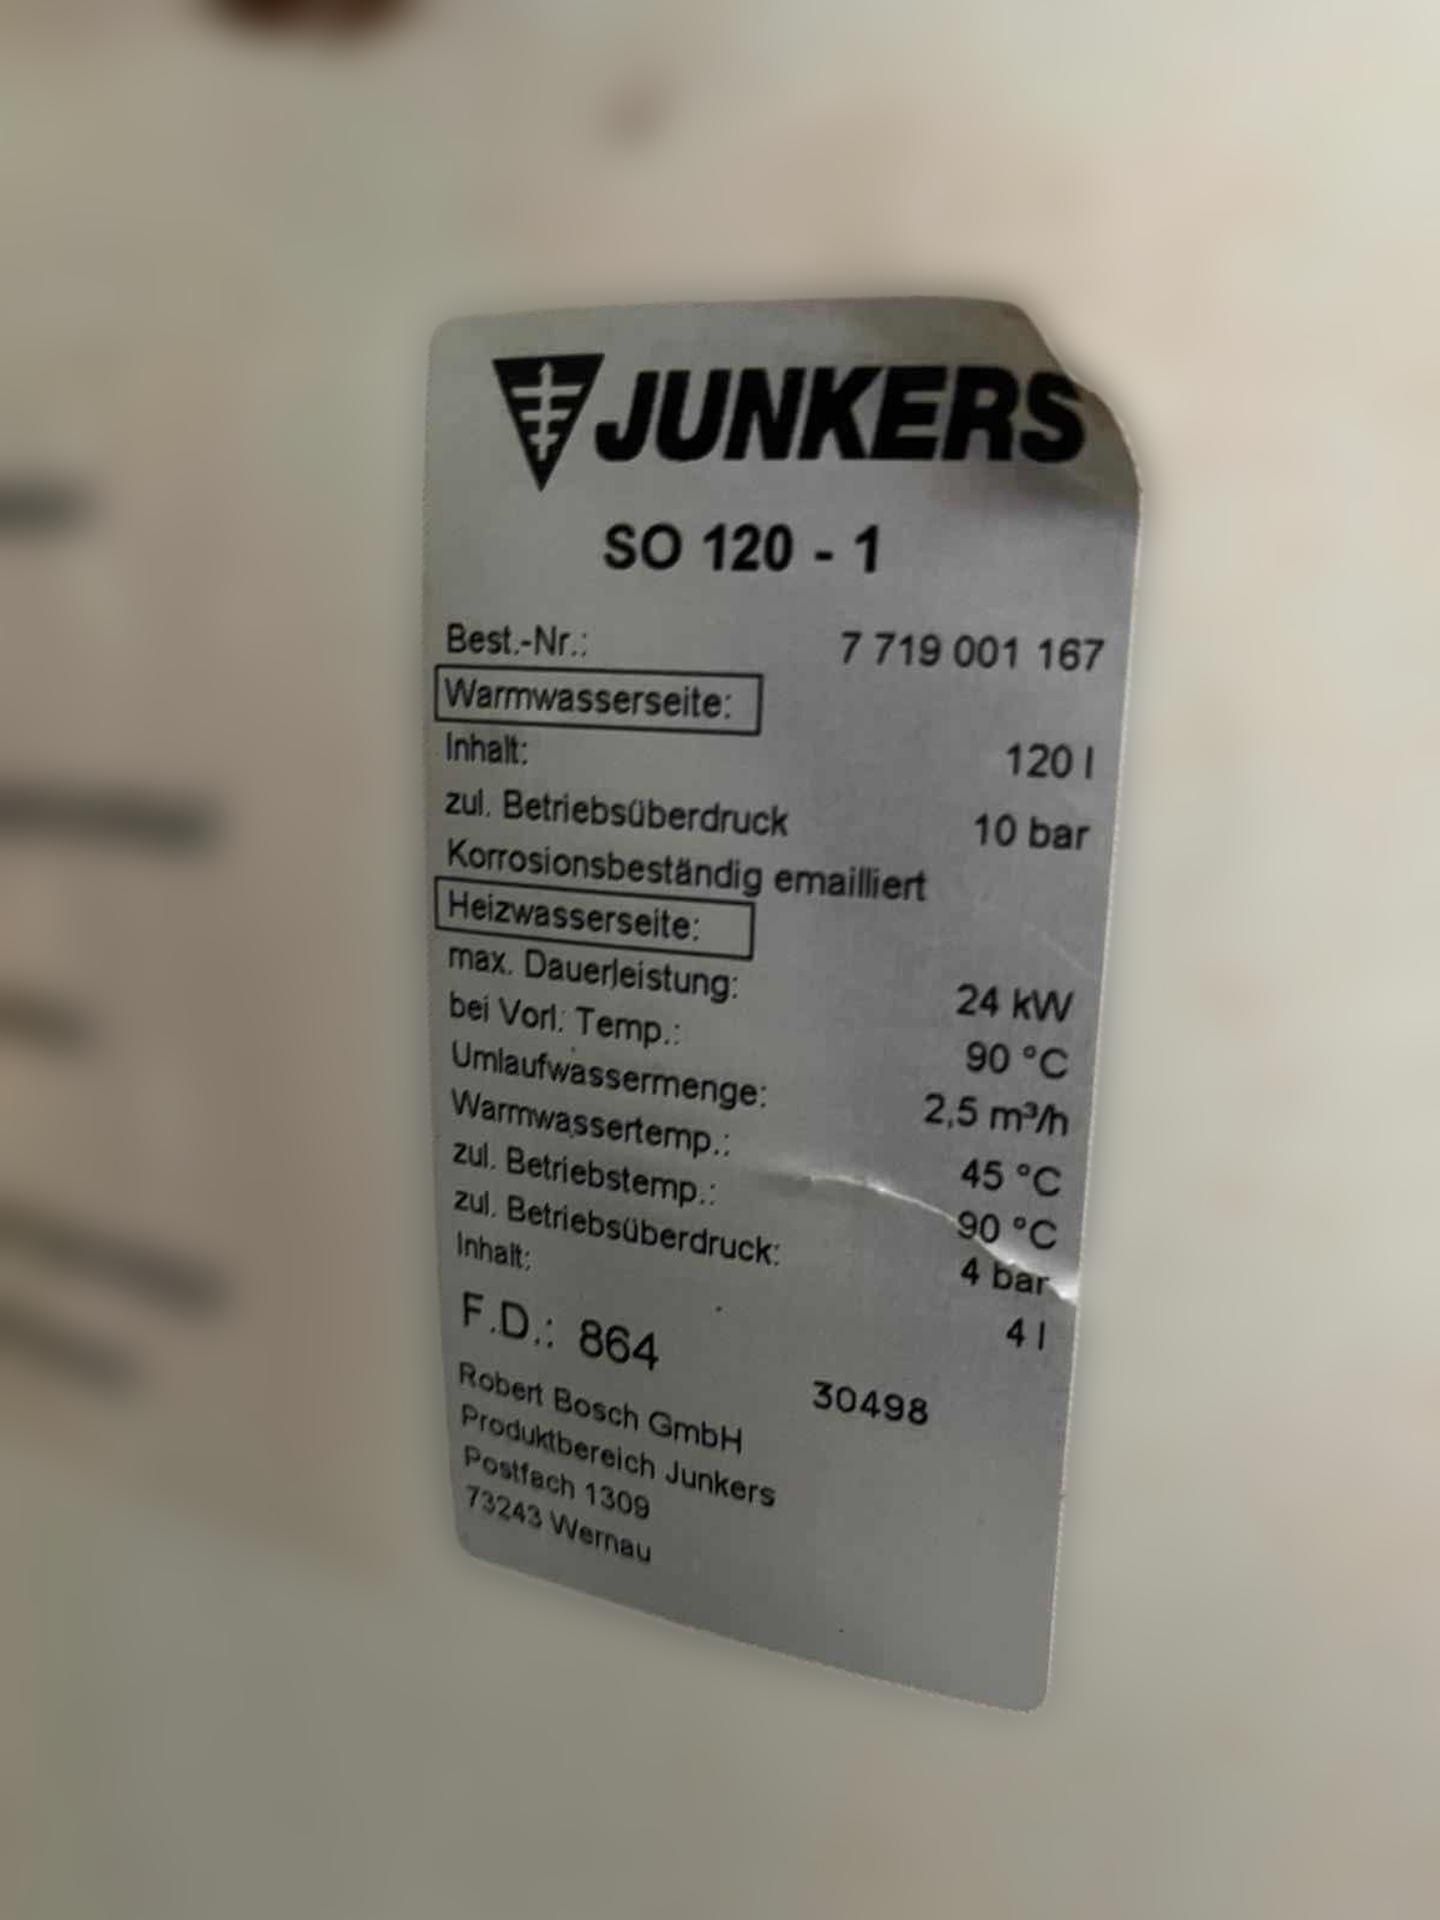 JUNKERS
SO 120 - 1
Best.-Nr.: 7 719 001 167
Warmwasserseite:
Inhalt: 120 l
zul. Betriebsüberdruck 10 bar
Korrosionsbeständig emailliert
Heizwasserseite:
max. Dauerleistung: 24 kW
bei Vorl. Temp.: 90 °C
Umlaufwassermenge: 2,5 m³/h
Warmwassertemp.: 45 °C
zul. Betriebstemp.: 90 °C
zul. Betriebsüberdruck: 4 bar
Inhalt: 4 l
F.D.: 864 30498
Robert Bosch GmbH
Produktbereich Junkers
Postfach 1309
73243 Wernau